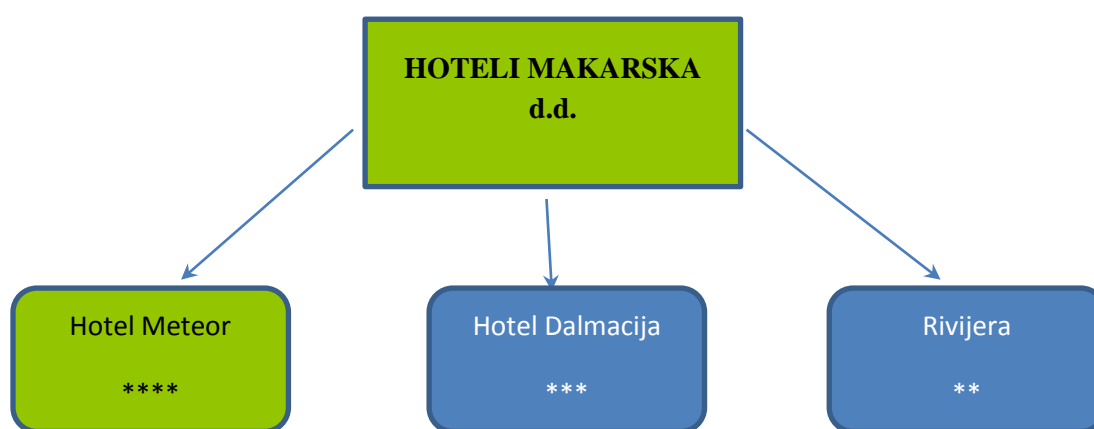 HOTELI MAKARSKA
d.d.
Hotel Meteor
****
Hotel Dalmacija
***
Rivijera
**